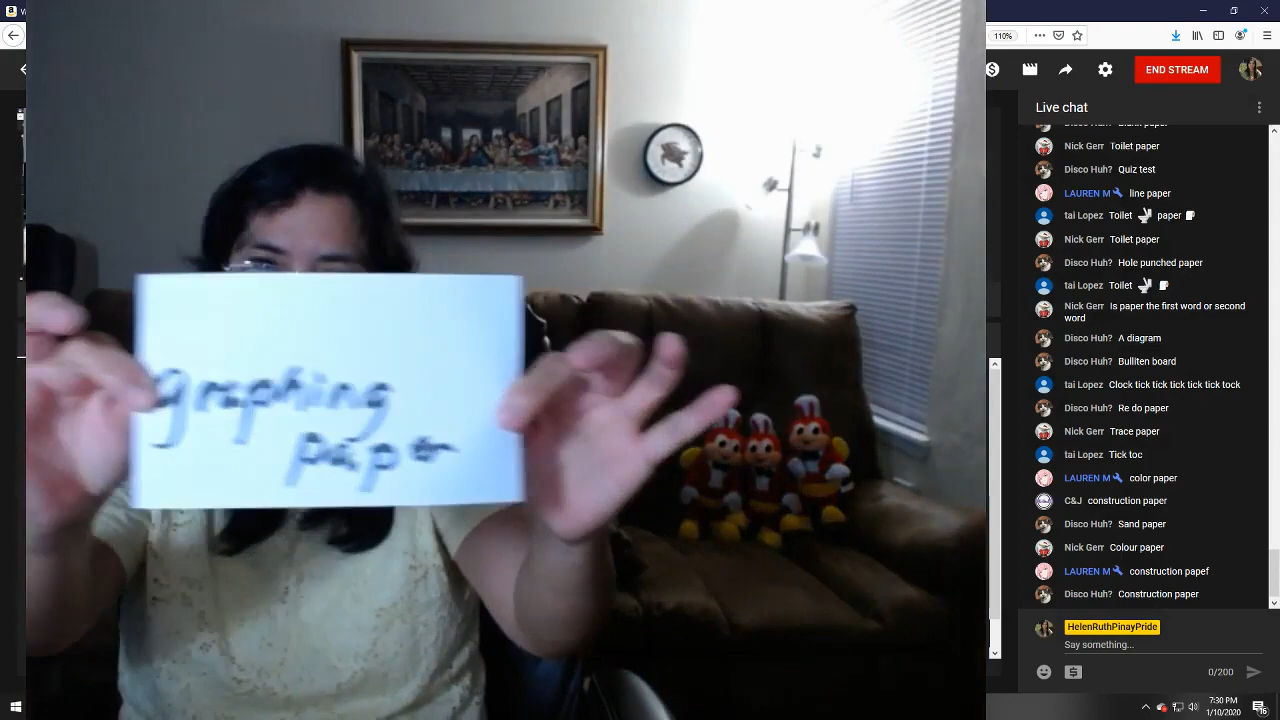 V
110%
END STREAM
Live chat
Nick Gerr Toilet paper
Disco Huh? Quiz test
LAUREN M line paper
tai Lopez Toilet paper
Nick Gerr Toilet paper
Disco Huh? Hole punched paper
tai Lopez Toilet
Nick Gerr Is paper the first word or second
word
Disco Huh? A diagram
Disco Huh? Bulliten board
tai Lopez Clock tick tick tick tick tick tock
Disco Huh? Re do paper
Nick Gerr Trace paper
tai Lopez Tick toc
LAUREN M color paper
C&J construction paper
Disco Huh? Sand paper
Nick Gerr Colour paper
LAUREN M construction papef
Disco Huh? Construction paper
HelenRuthPinayPride
Say something...
0/200
7:30 PM
1/10/2020
graphing
paper